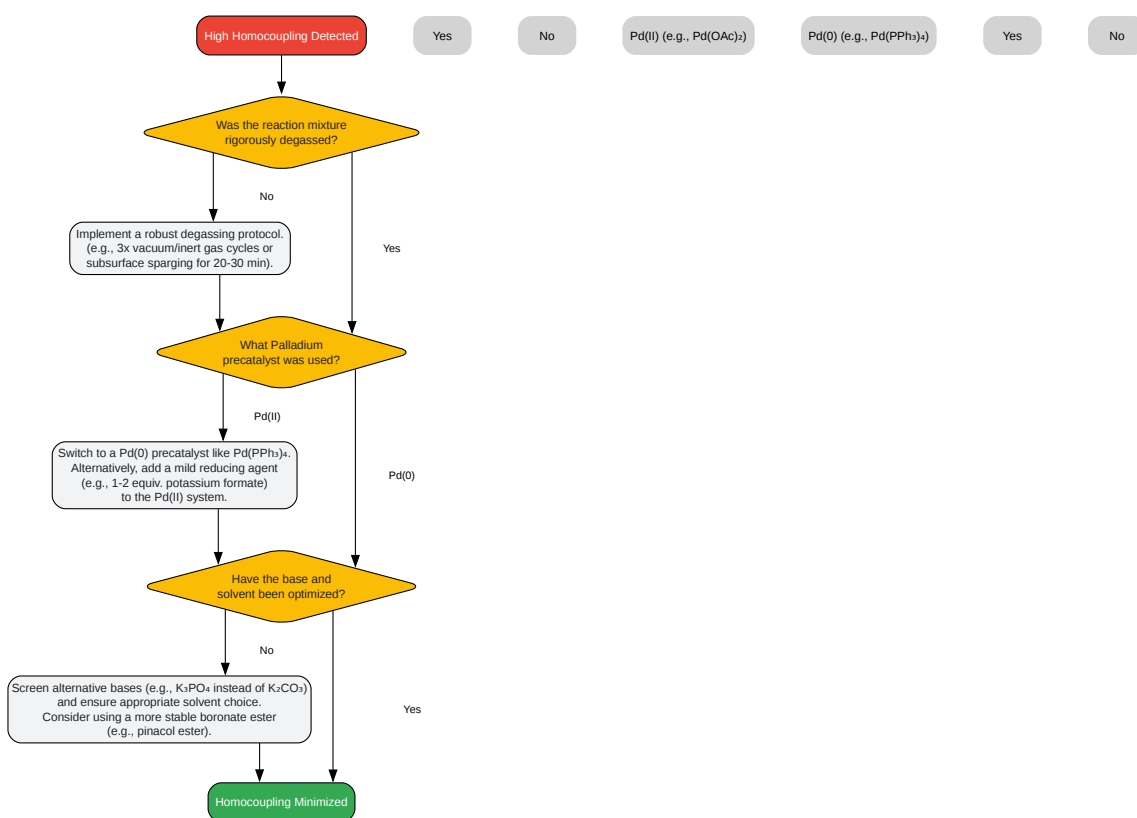 High Homocoupling Detected
Yes
No
Pd(II) (e.g., Pd(OAc)₂)
Pd(0) (e.g., Pd(PPh₃)₄)
Yes
No
Was the reaction mixture
rigorously degassed?
No
Implement a robust degassing protocol.
(e.g., 3x vacuum/inert gas cycles or
subsurface sparging for 20-30 min).
Yes
What Palladium
precatalyst was used?
Pd(II)
Switch to a Pd(0) precatalyst like Pd(PPh₃)₄.
Alternatively, add a mild reducing agent
(e.g., 1-2 equiv. potassium formate)
to the Pd(II) system.
Pd(0)
Have the base and
solvent been optimized?
No
Screen alternative bases (e.g., K₃PO₄ instead of K₂CO₃)
and ensure appropriate solvent choice.
Consider using a more stable boronate ester
(e.g., pinacol ester).
Yes
Homocoupling Minimized